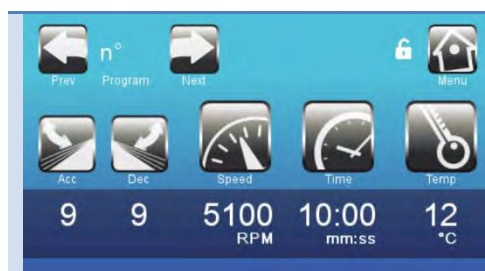 n°
Prev Program Next Menu
Acc Dec Speed Time Temp
9 9 5100 10:00 12
RPM mm:ss °C